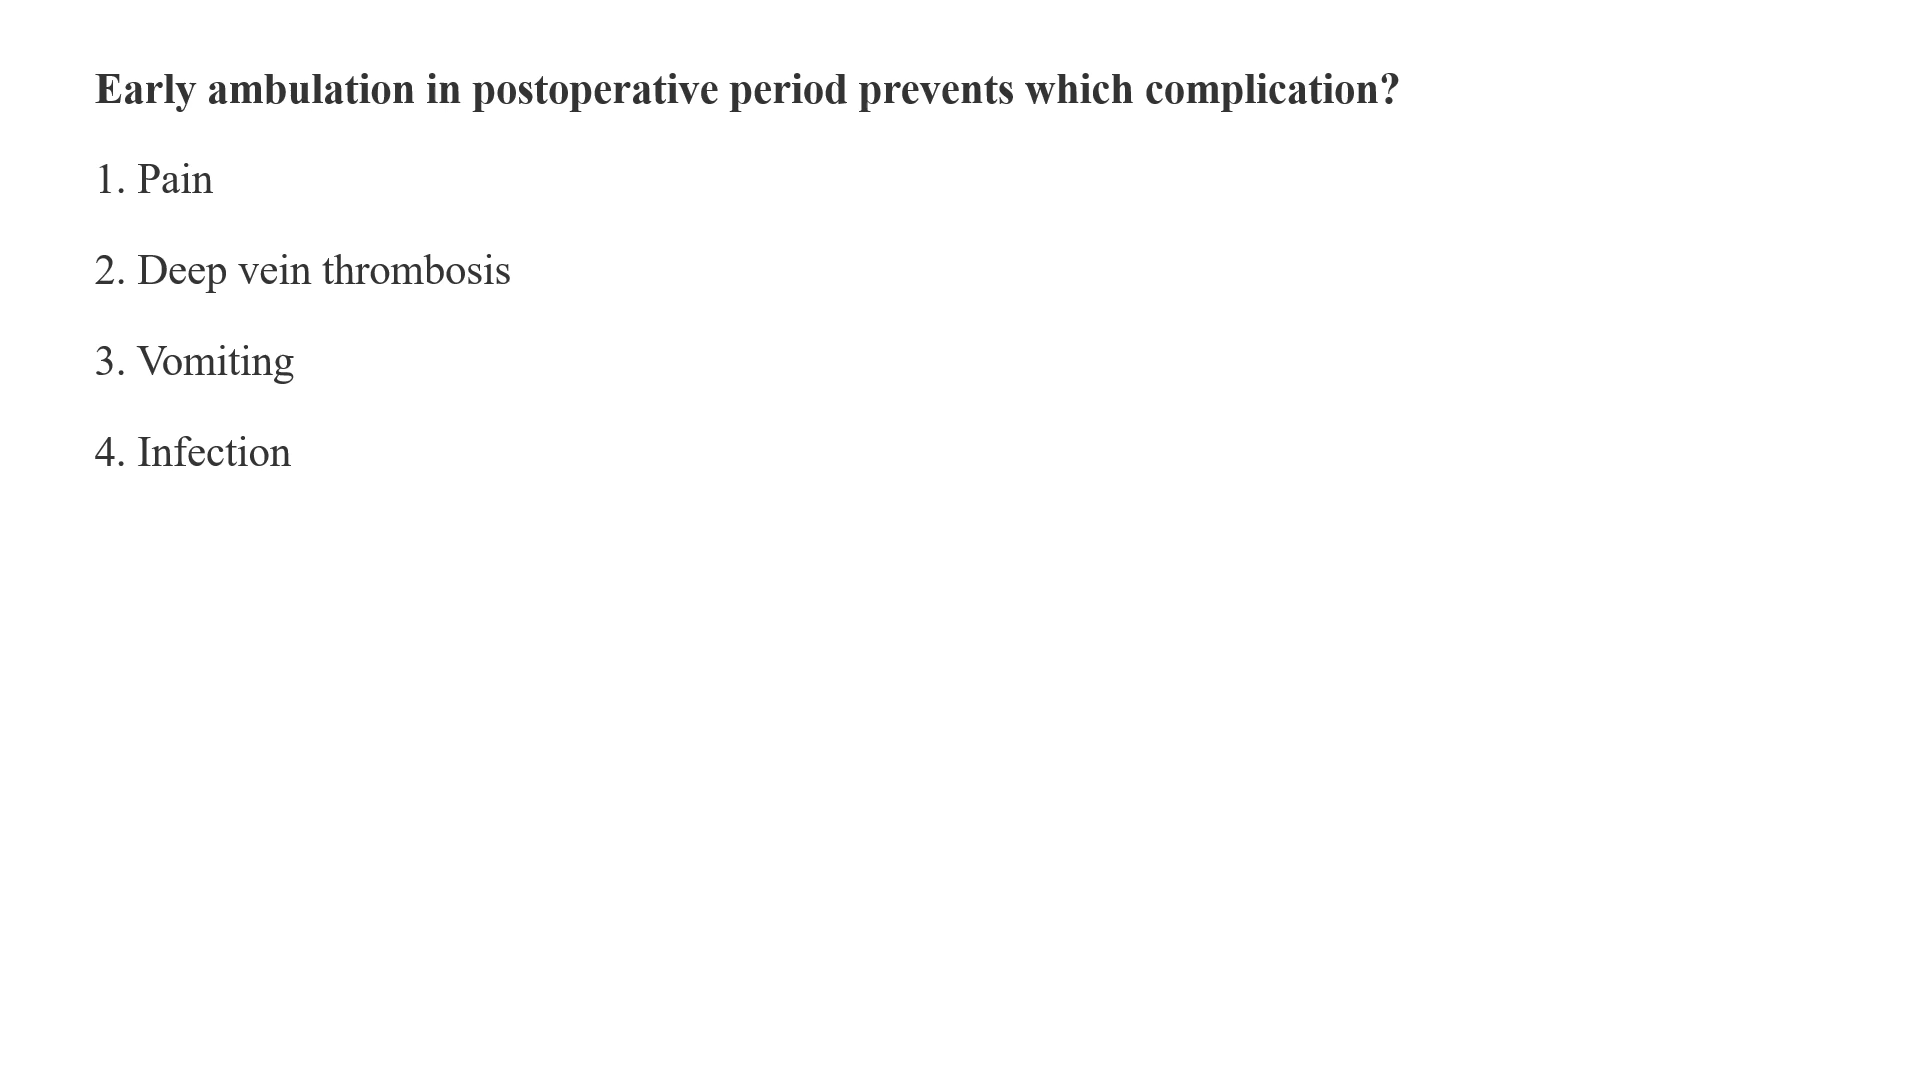 Early ambulation in postoperative period prevents which complication?
1. Pain
2. Deep vein thrombosis
3. Vomiting
4. Infection